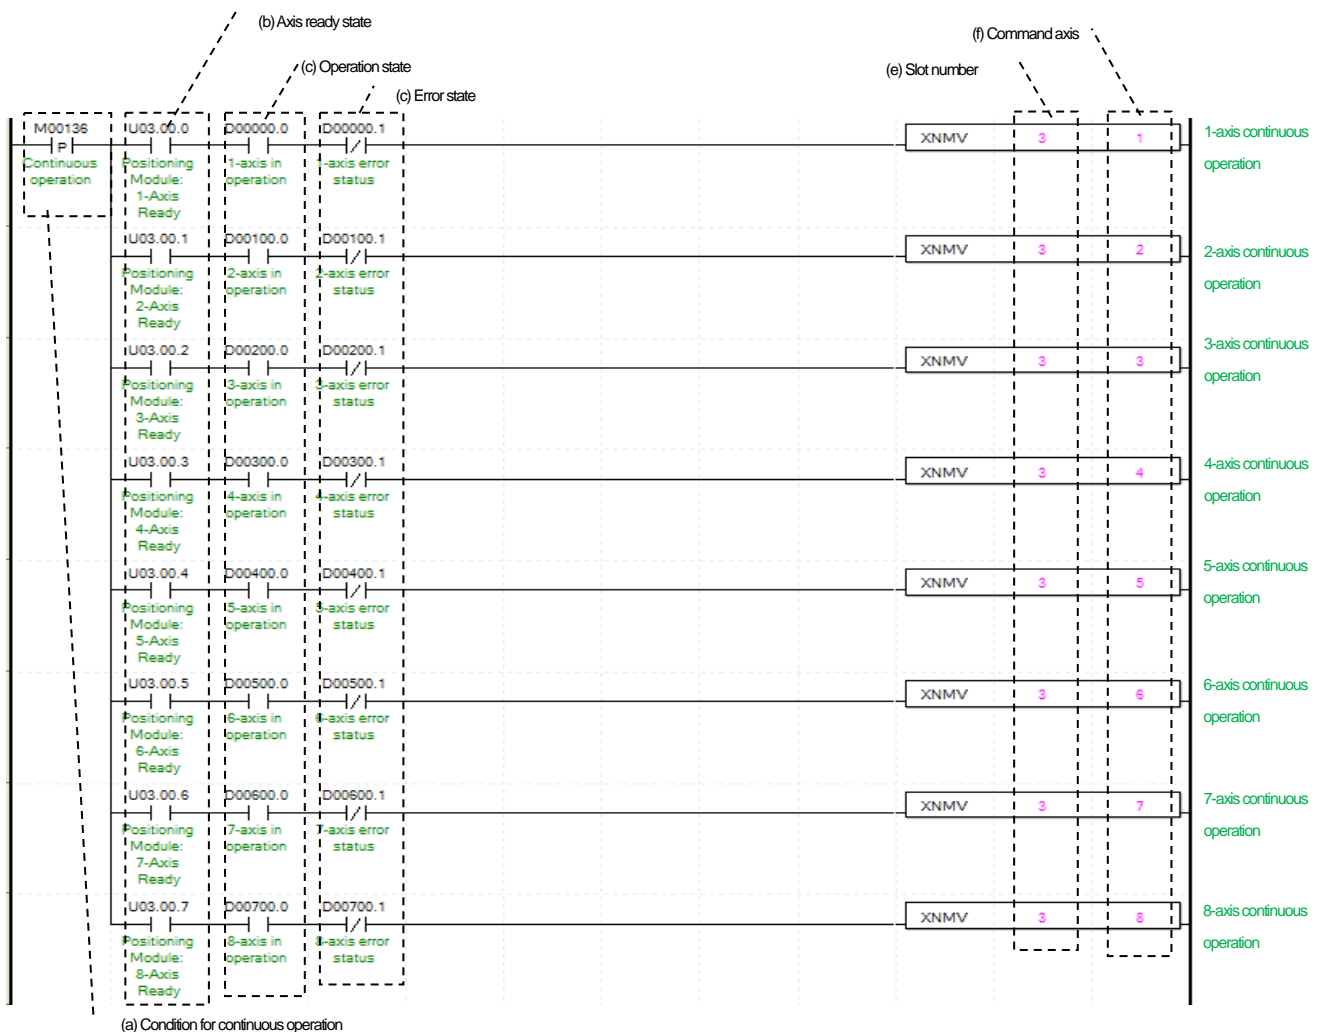 (b) Axis ready state
(f) Command axis
(c) Operation state
(e) Slot number
(c) Error state
M00136
U03.00.0
D00000.0
D00000.1
P
XNMV 3 1
1-axis continuous
operation
Continuous
operation
Positioning
Module:
1-Axis
Ready
1-axis in
operation
1-axis error
status
U03.00.1
D00100.0
D00100.1
XNMV 3 2
2-axis continuous
operation
Positioning
Module:
2-Axis
Ready
2-axis in
operation
2-axis error
status
U03.00.2
D00200.0
D00200.1
XNMV 3 3
3-axis continuous
operation
Positioning
Module:
3-Axis
Ready
3-axis in
operation
3-axis error
status
U03.00.3
D00300.0
D00300.1
XNMV 3 4
4-axis continuous
operation
Positioning
Module:
4-Axis
Ready
4-axis in
operation
4-axis error
status
U03.00.4
D00400.0
D00400.1
XNMV 3 5
5-axis continuous
operation
Positioning
Module:
5-Axis
Ready
5-axis in
operation
5-axis error
status
U03.00.5
D00500.0
D00500.1
XNMV 3 6
6-axis continuous
operation
Positioning
Module:
6-Axis
Ready
6-axis in
operation
6-axis error
status
U03.00.6
D00600.0
D00600.1
XNMV 3 7
7-axis continuous
operation
Positioning
Module:
7-Axis
Ready
7-axis in
operation
7-axis error
status
U03.00.7
D00700.0
D00700.1
XNMV 3 8
8-axis continuous
operation
Positioning
Module:
8-Axis
Ready
8-axis in
operation
8-axis error
status
(a) Condition for continuous operation